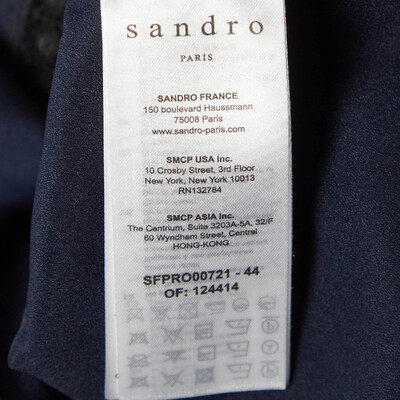 sandro
PARIS
SANDRO FRANCE
150 boulevard Haussmann
75008 Paris
www.sandro-paris.com
SMCP USA Inc.
10 Crosby Street, 3rd Floor
New York, New York 10013
RN132784
SMCP ASIA Inc.
The Centrium, Suite 3203A-5A, 32/F
60 Wyndham Street, Central
HONG-KONG
SFPRO00721 - 44
OF: 124414